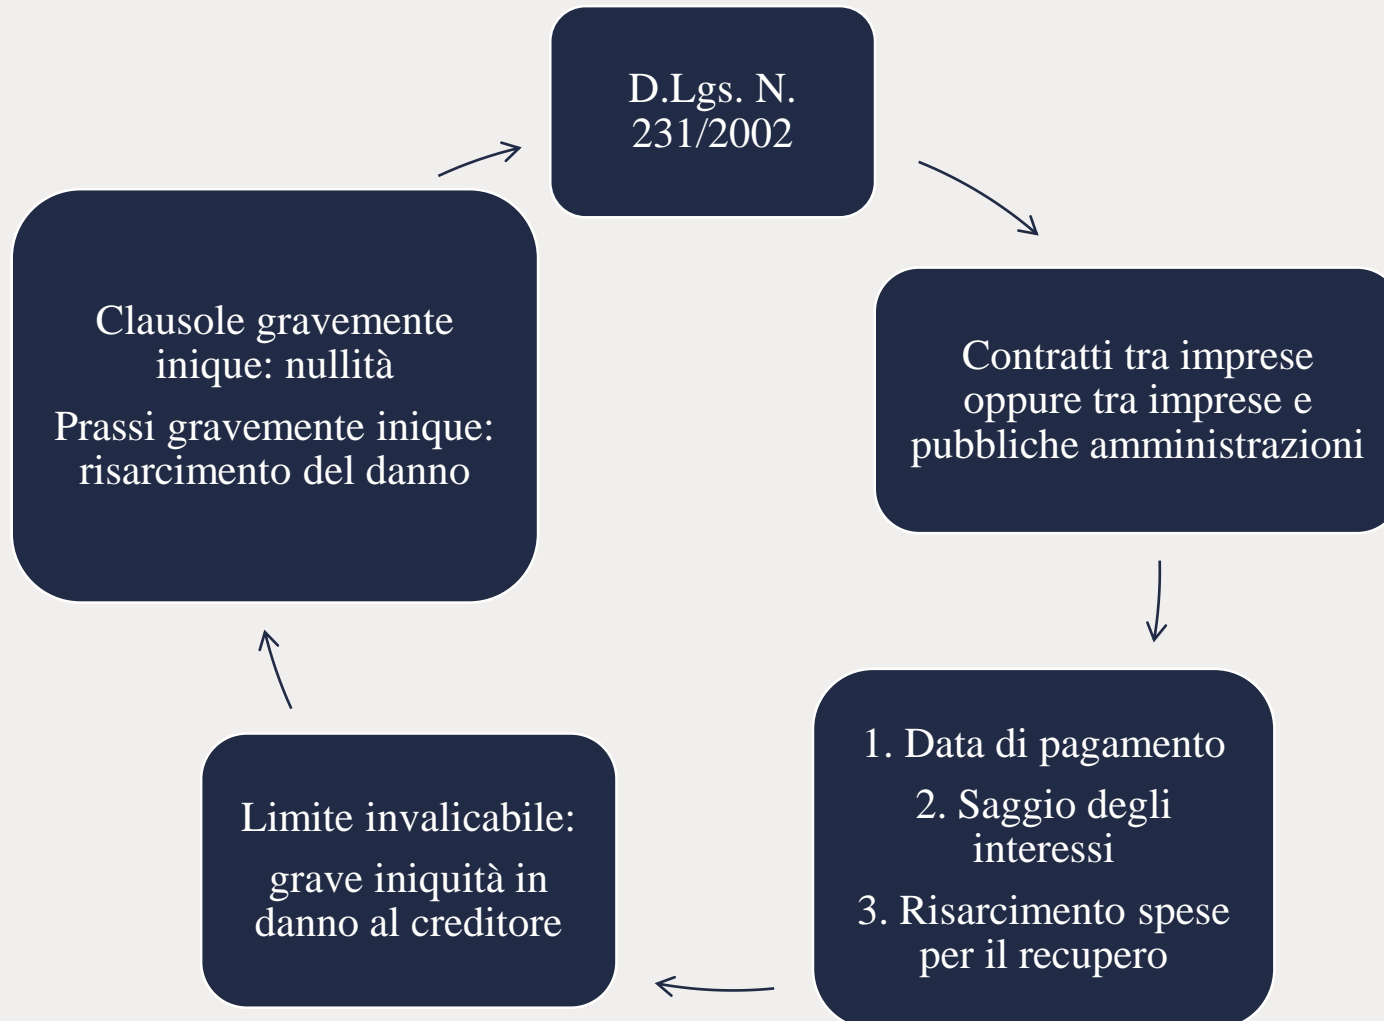 D.Lgs. N.
231/2002
Contratti tra imprese
oppure tra imprese e
pubbliche amministrazioni
1. Data di pagamento
2. Saggio degli
interessi
3. Risarcimento spese
per il recupero
Limite invalicabile:
grave iniquità in
danno al creditore
Clausole gravemente
inique: nullità
Prassi gravemente inique:
risarcimento del danno